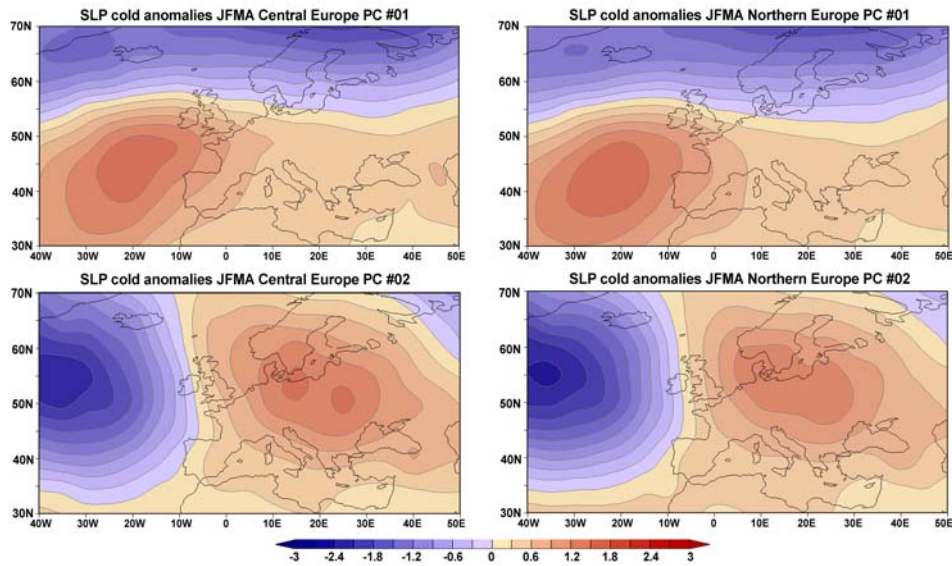 SLP cold anomalies JFMA Central Europe PC #01
70N
60N
50N
40N
30N
40W 30W 20W 10W 0 10E 20E 30E 40E 50E
SLP cold anomalies JFMA Northern Europe PC #01
70N
60N
50N
40N
30N
40W 30W 20W 10W 0 10E 20E 30E 40E 50E
SLP cold anomalies JFMA Central Europe PC #02
70N
60N
50N
40N
30N
40W 30W 20W 10W 0 10E 20E 30E 40E 50E
SLP cold anomalies JFMA Northern Europe PC #02
70N
60N
50N
40N
30N
40W 30W 20W 10W 0 10E 20E 30E 40E 50E
-3 -2.4 -1.8 -1.2 -0.6 0 0.6 1.2 1.8 2.4 3